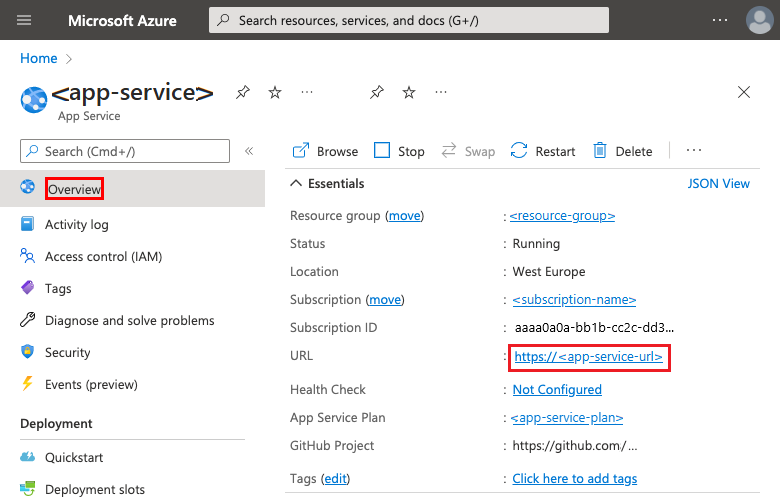 Microsoft Azure
Search resources, services, and docs (G+/)
...
Home >
<app-service>
... ...
App Service
Search (Cmd+/)
«
Browse Stop Swap Restart Delete ...
Overview
Essentials
JSON View
Activity log
Access control (IAM)
Tags
Diagnose and solve problems
Security
Events (preview)
Deployment
Quickstart
Deployment slots
Resource group (move) : <resource-group>
Status : Running
Location : West Europe
Subscription (move) : <subscription-name>
Subscription ID : aaaa0a0a-bb1b-cc2c-dd3...
URL : https://<app-service-url>
Health Check : Not Configured
App Service Plan : <app-service-plan>
GitHub Project : https://github.com/ ...
Tags (edit) : Click here to add tags